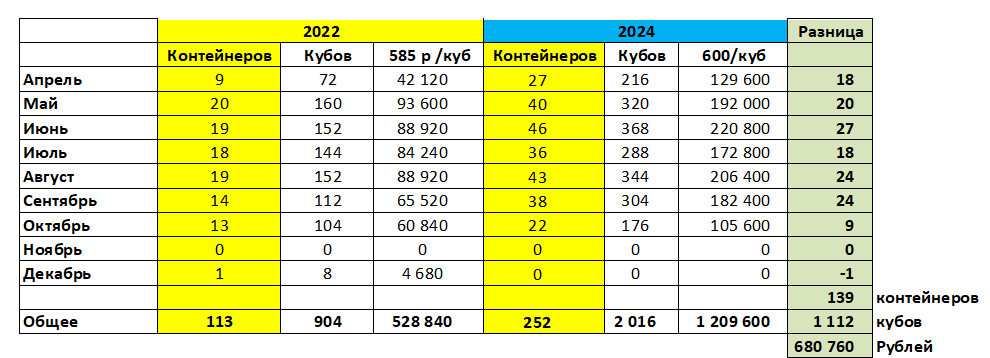 2022 2024 Разница
Контейнеров Кубов 585 р /куб Контейнеров Кубов 600/куб
Апрель 9 72 42 120 27 216 129 600 18
Май 20 160 93 600 40 320 192 000 20
Июнь 19 152 88 920 46 368 220 800 27
Июль 18 144 84 240 36 288 172 800 18
Август 19 152 88 920 43 344 206 400 24
Сентябрь 14 112 65 520 38 304 182 400 24
Октябрь 13 104 60 840 22 176 105 600 9
Ноябрь 0 0 0 0 0 0 0
Декабрь 1 8 4 680 0 0 0 -1
139 контейнеров
Общее 113 904 528 840 252 2 016 1 209 600 1 112 кубов
680 760 Рублей